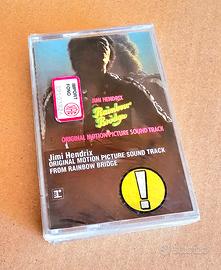 JIMI HENDRIX
Rainbow
Bridge
ORIGINAL MOTION PICTURE SOUND TRACK
Jimi Hendrix
ORIGINAL MOTION PICTURE SOUND TRACK
FROM RAINBOW BRIDGE
!